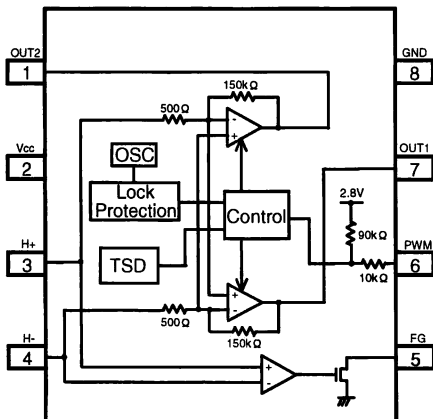 OUT2
1
GND
8
150kΩ
500Ω
-
+
Vcc
2
OUT1
7
OSC
Lock
Protection
Control
2.8V
90kΩ
H+
3
TSD
PWM
6
10kΩ
+
-
500Ω
150kΩ
H-
4
FG
5
+
-